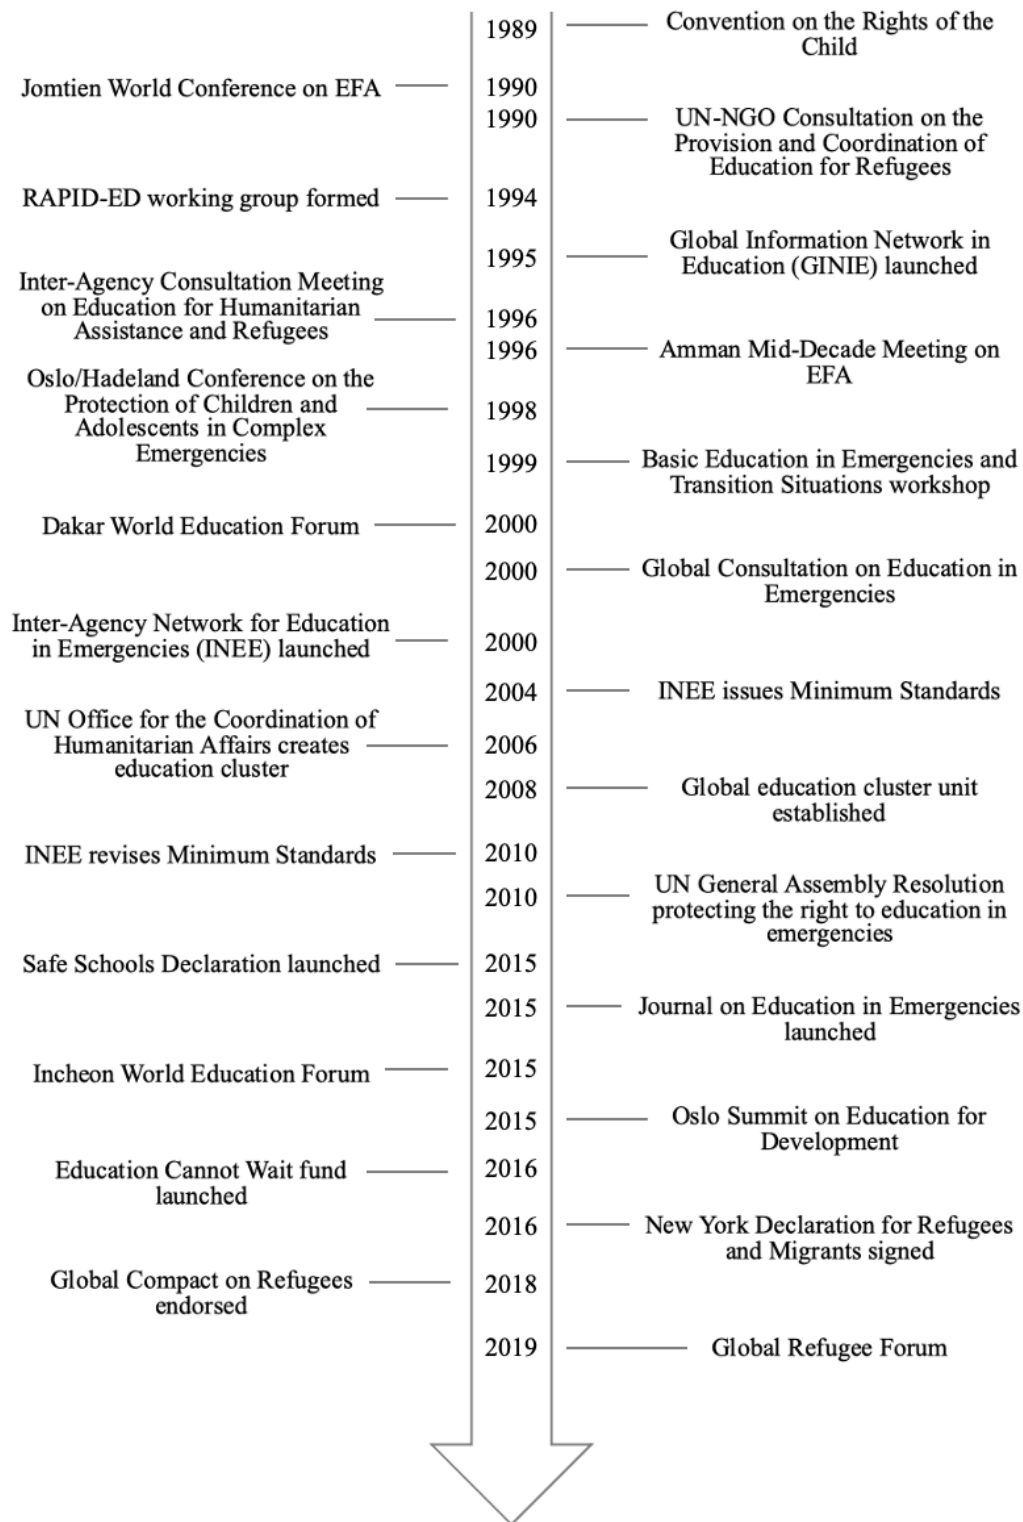 1989
Convention on the Rights of the
Child
Jomtien World Conference on EFA
1990
1990
UN-NGO Consultation on the
Provision and Coordination of
Education for Refugees
RAPID-ED working group formed
1994
1995
Global Information Network in
Education (GINIE) launched
Inter-Agency Consultation Meeting
on Education for Humanitarian
Assistance and Refugees
1996
1996
Amman Mid-Decade Meeting on
EFA
Oslo/Hadeland Conference on the
Protection of Children and
Adolescents in Complex
Emergencies
1998
1999
Basic Education in Emergencies and
Transition Situations workshop
Dakar World Education Forum
2000
2000
Global Consultation on Education in
Emergencies
Inter-Agency Network for Education
in Emergencies (INEE) launched
2000
2004
INEE issues Minimum Standards
UN Office for the Coordination of
Humanitarian Affairs creates
education cluster
2006
2008
Global education cluster unit
established
INEE revises Minimum Standards
2010
2010
UN General Assembly Resolution
protecting the right to education in
emergencies
Safe Schools Declaration launched
2015
2015
Journal on Education in Emergencies
launched
Incheon World Education Forum
2015
2015
Oslo Summit on Education for
Development
Education Cannot Wait fund
launched
2016
2016
New York Declaration for Refugees
and Migrants signed
Global Compact on Refugees
endorsed
2018
2019
Global Refugee Forum